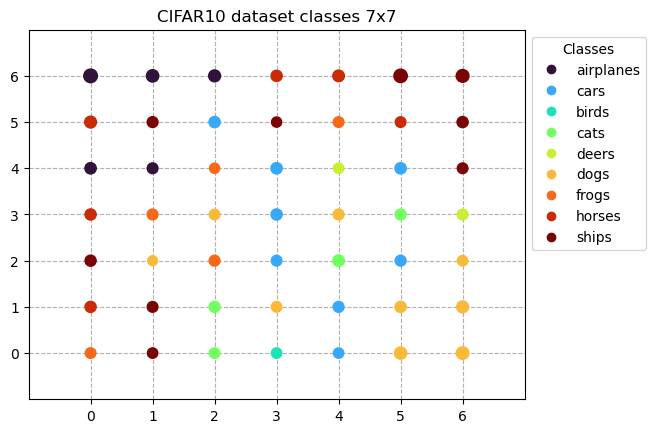 CIFAR10 dataset classes 7x7
6
5
4
3
2
1
0
0 1 2 3 4 5 6
Classes
airplanes
cars
birds
cats
deers
dogs
frogs
horses
ships